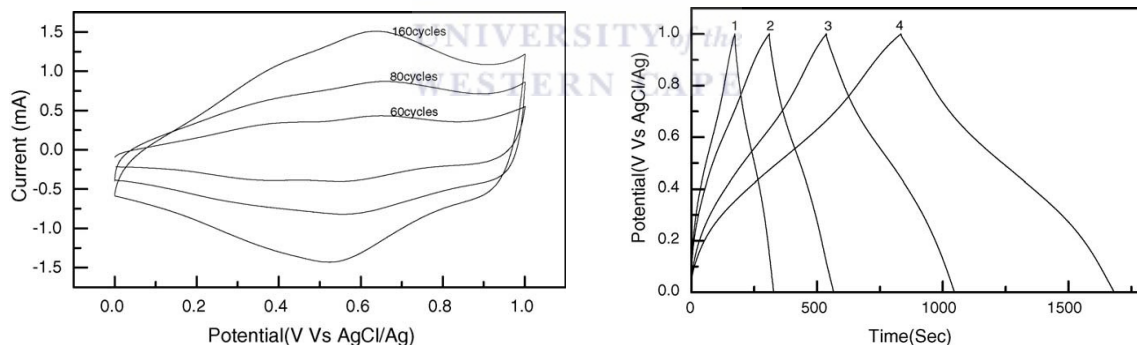 UNIVERSITY of the
WESTERN CAPE
1.5
1.0
0.5
0.0
-0.5
-1.0
-1.5
Current (mA)
160cycles
80cycles
60cycles
0.0 0.2 0.4 0.6 0.8 1.0
Potential(V Vs AgCl/Ag)
1 2 3 4
1.0
0.8
0.6
0.4
0.2
0.0
Potential(V Vs AgCl/Ag)
0 500 1000 1500
Time(Sec)